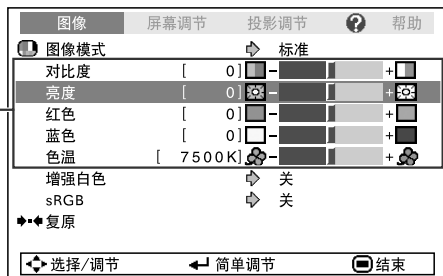 图像 屏幕调节 投影调节 ? 帮助
图像模式 标准
对比度 [ 0] - +
亮度 [ 0] - +
红色 [ 0] - +
蓝色 [ 0] - +
色温 [ 7500K] - +
增强白色 关
sRGB 关
复原
选择/调节 简单调节 结束